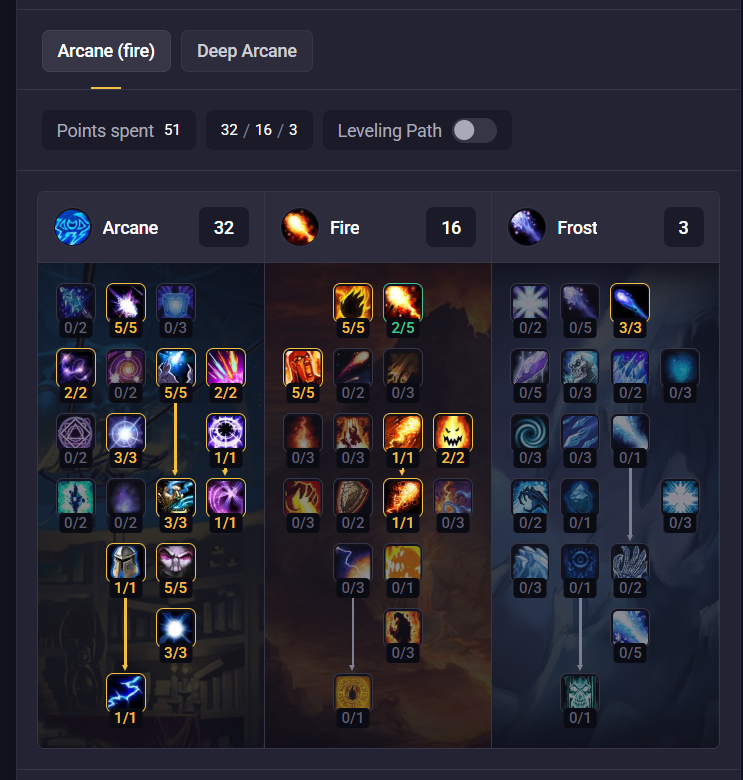 Arcane (fire) Deep Arcane
Points spent 51 32 / 16 / 3 Leveling Path
Arcane 32 Fire 16 Frost 3
0/2 5/5 0/3 5/5 2/5 0/2 0/5 3/3
2/2 0/2 5/5 2/2 5/5 0/2 0/3 0/5 0/3 0/2 0/3
0/2 3/3 1/1 0/3 0/3 1/1 2/2 0/3 0/3 0/1
0/2 0/2 3/3 1/1 0/3 0/2 1/1 0/3 0/2 0/1 0/3
1/1 5/5 0/3 0/1 0/3 0/1 0/2
3/3 0/3 0/5
1/1 0/1 0/1